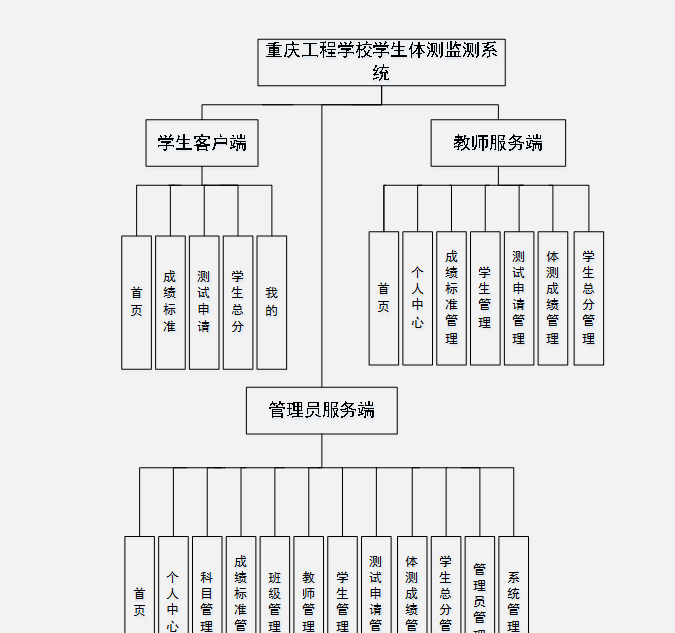 重庆工程学校学生体测监测系
统
学生客户端
教师服务端
首页
成绩标准
测试申请
学生总分
我的
首页
个人中心
成绩标准管理
学生管理
测试申请管理
体测成绩管理
学生总分管理
管理员服务端
首页
个人中心
科目管理
成绩标准管
班级管理
教师管理
学生管理
测试申请管
体测成绩管
学生总分管
管理员管
系统管理